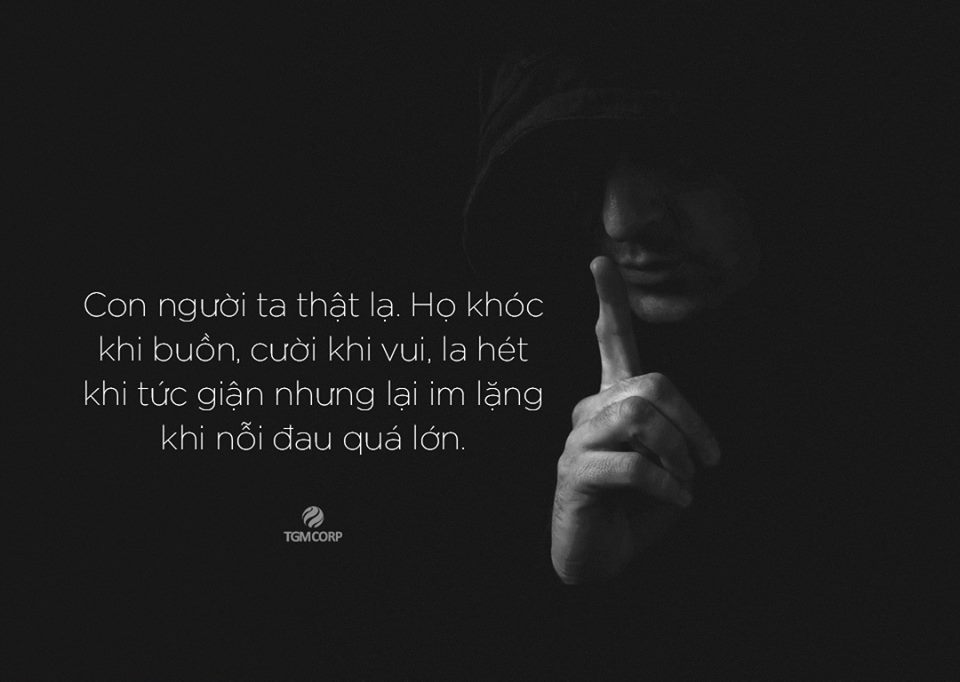 Con người ta thật lạ. Họ khóc
khi buồn, cười khi vui, la hét
khi tức giận nhưng lại im lặng
khi nỗi đau quá lớn.
TGM CORP